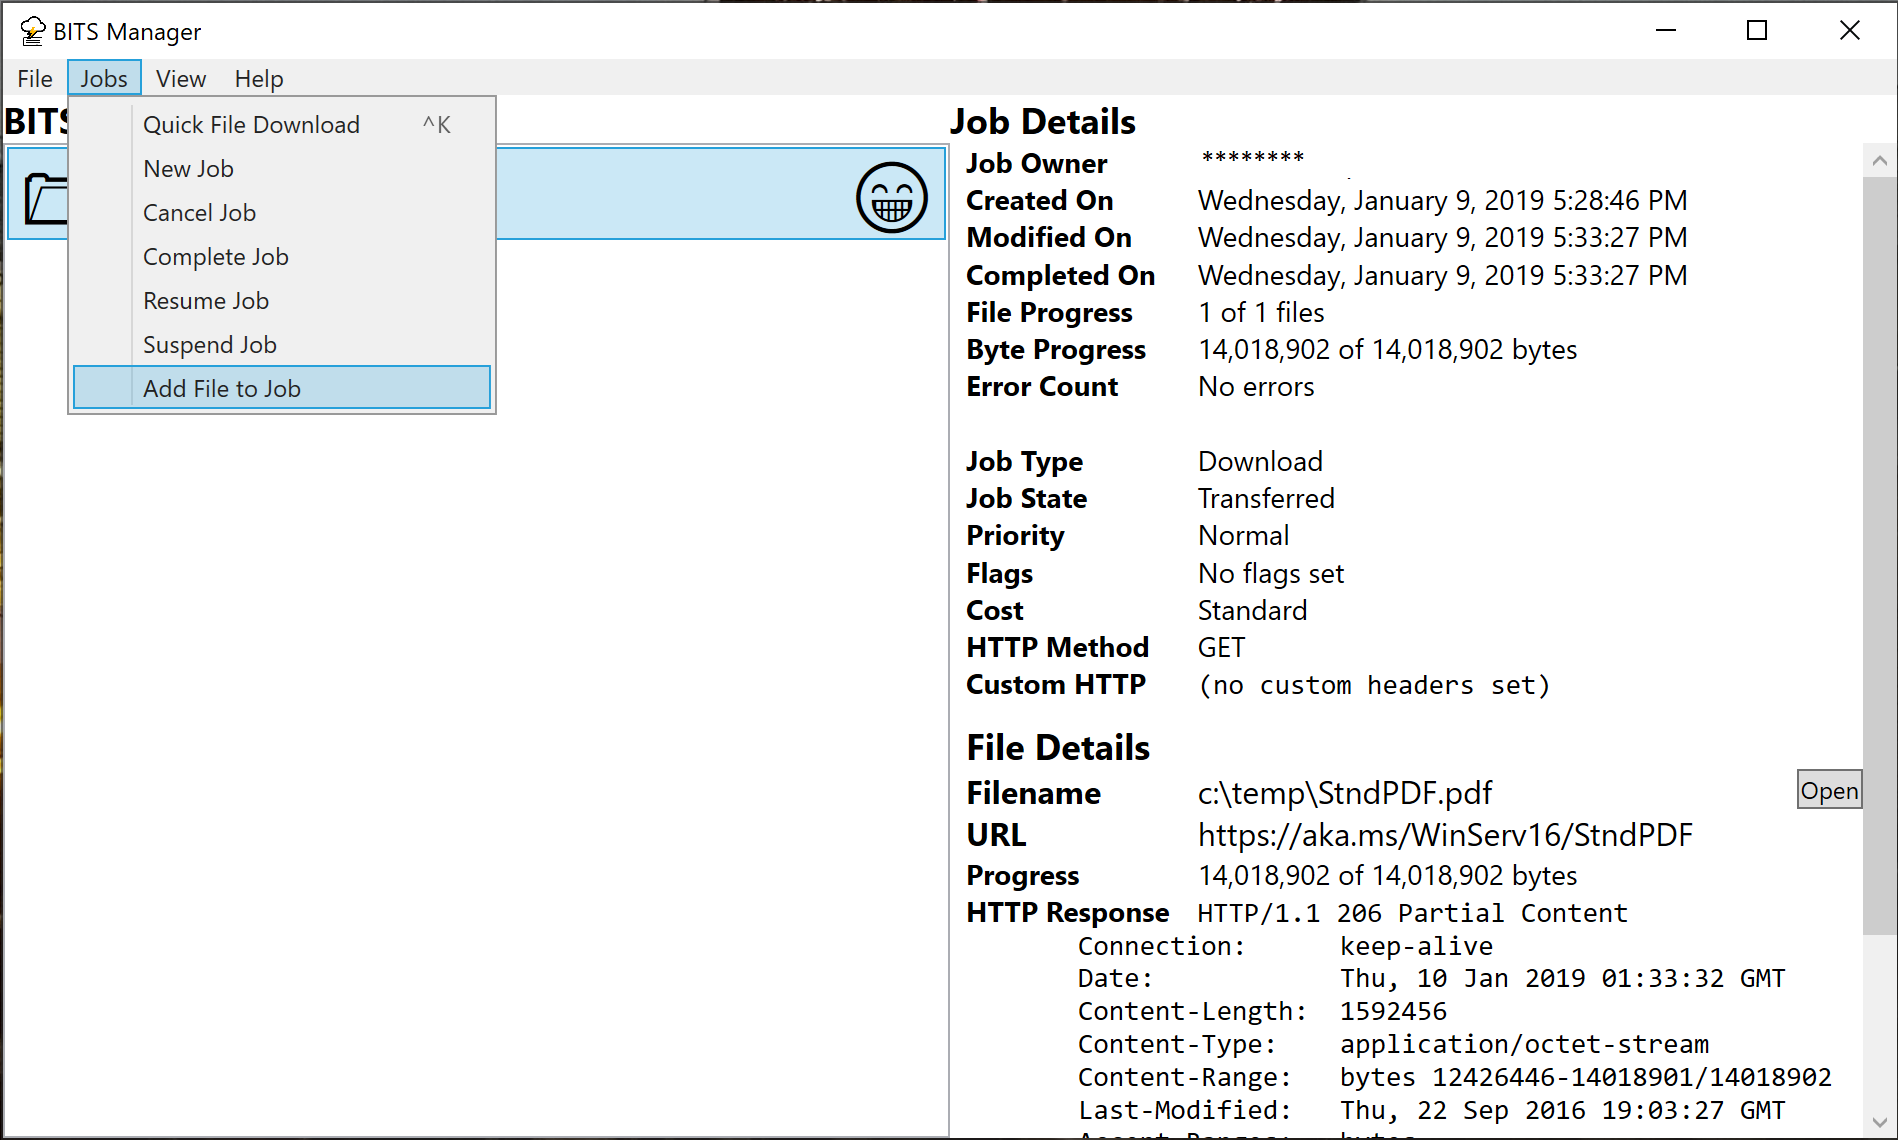 BITS Manager
File Jobs View Help
BITS
Quick File Download ^K
New Job
Cancel Job
Complete Job
Resume Job
Suspend Job
Add File to Job
Job Details
Job Owner ********
Created On Wednesday, January 9, 2019 5:28:46 PM
Modified On Wednesday, January 9, 2019 5:33:27 PM
Completed On Wednesday, January 9, 2019 5:33:27 PM
File Progress 1 of 1 files
Byte Progress 14,018,902 of 14,018,902 bytes
Error Count No errors
Job Type Download
Job State Transferred
Priority Normal
Flags No flags set
Cost Standard
HTTP Method GET
Custom HTTP (no custom headers set)
File Details
Filename c:\temp\StndPDF.pdf Open
URL https://aka.ms/WinServ16/StndPDF
Progress 14,018,902 of 14,018,902 bytes
HTTP Response HTTP/1.1 206 Partial Content
Connection: keep-alive
Date: Thu, 10 Jan 2019 01:33:32 GMT
Content-Length: 1592456
Content-Type: application/octet-stream
Content-Range: bytes 12426446-14018901/14018902
Last-Modified: Thu, 22 Sep 2016 19:03:27 GMT